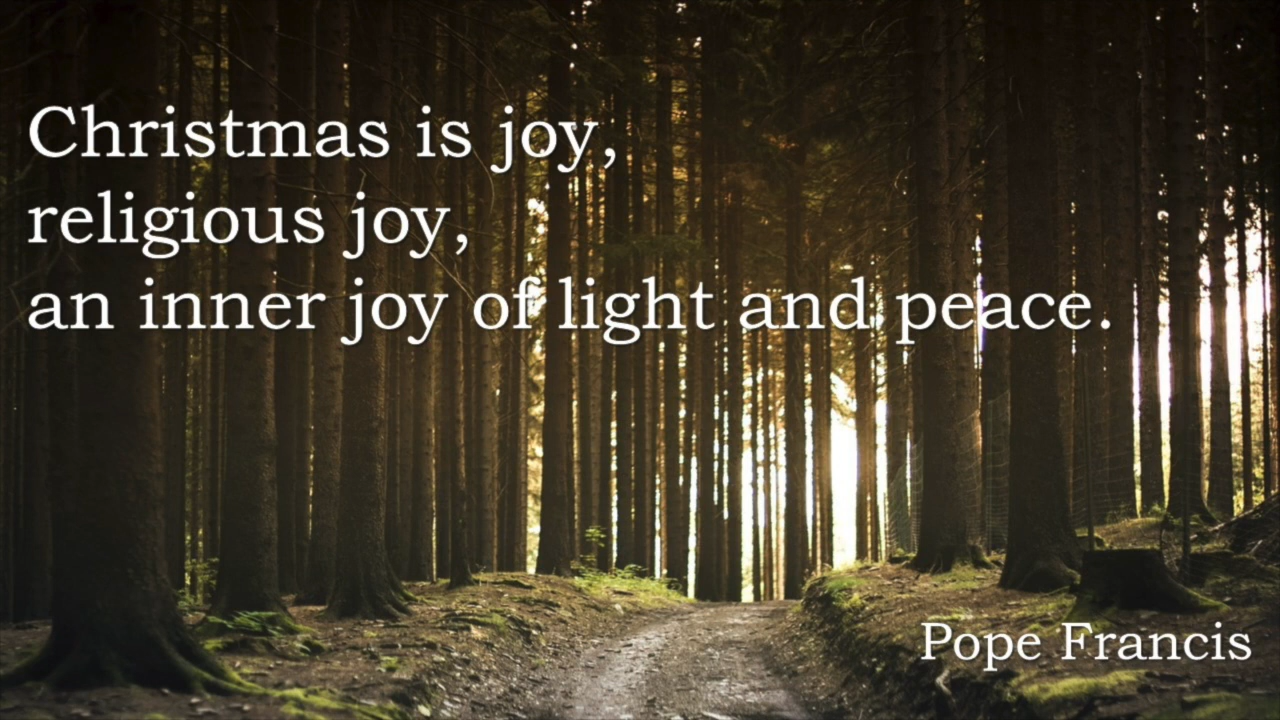 Christmas is joy,
religious joy,
an inner joy of light and peace.
Pope Francis